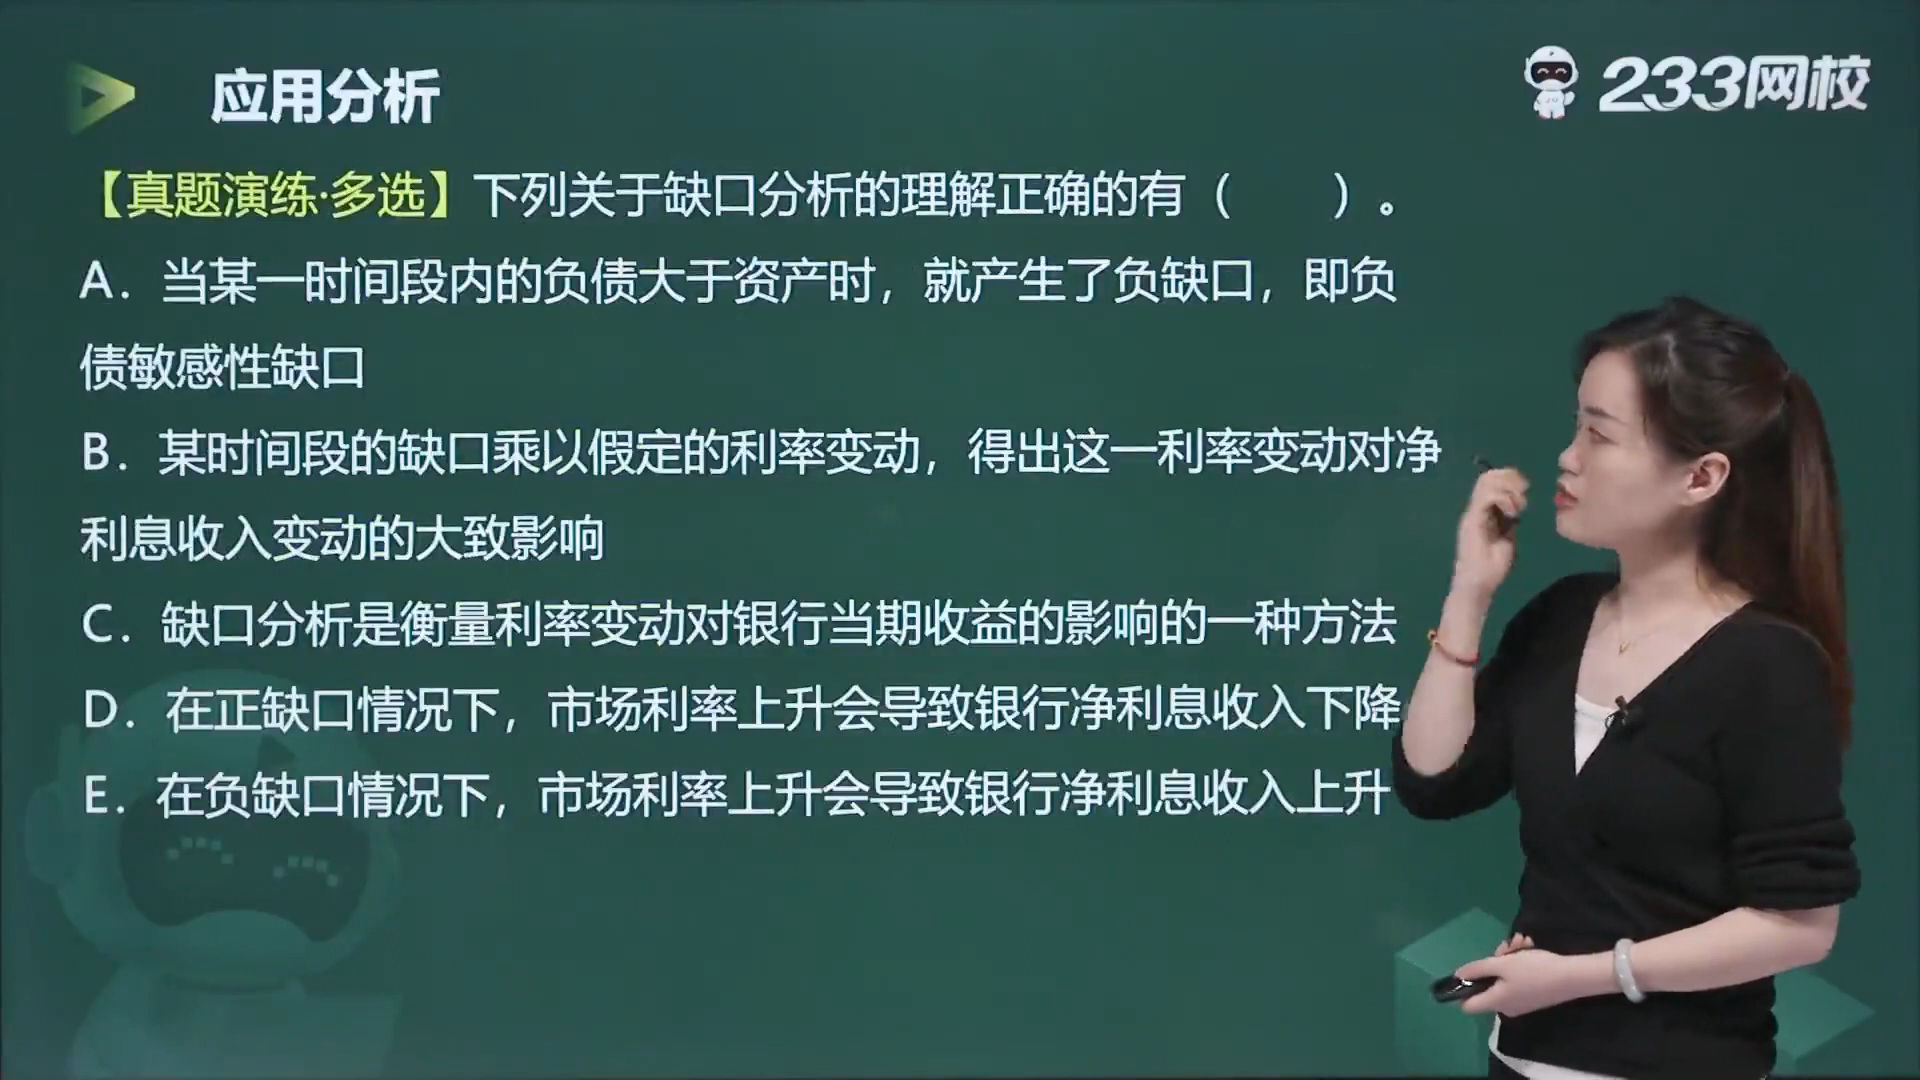 应用分析
233网校
【真题演练·多选】下列关于缺口分析的理解正确的有（　　）。
A．当某一时间段内的负债大于资产时，就产生了负缺口，即负
债敏感性缺口
B．某时间段的缺口乘以假定的利率变动，得出这一利率变动对净
利息收入变动的大致影响
C．缺口分析是衡量利率变动对银行当期收益的影响的一种方法
D．在正缺口情况下，市场利率上升会导致银行净利息收入下降
E．在负缺口情况下，市场利率上升会导致银行净利息收入上升